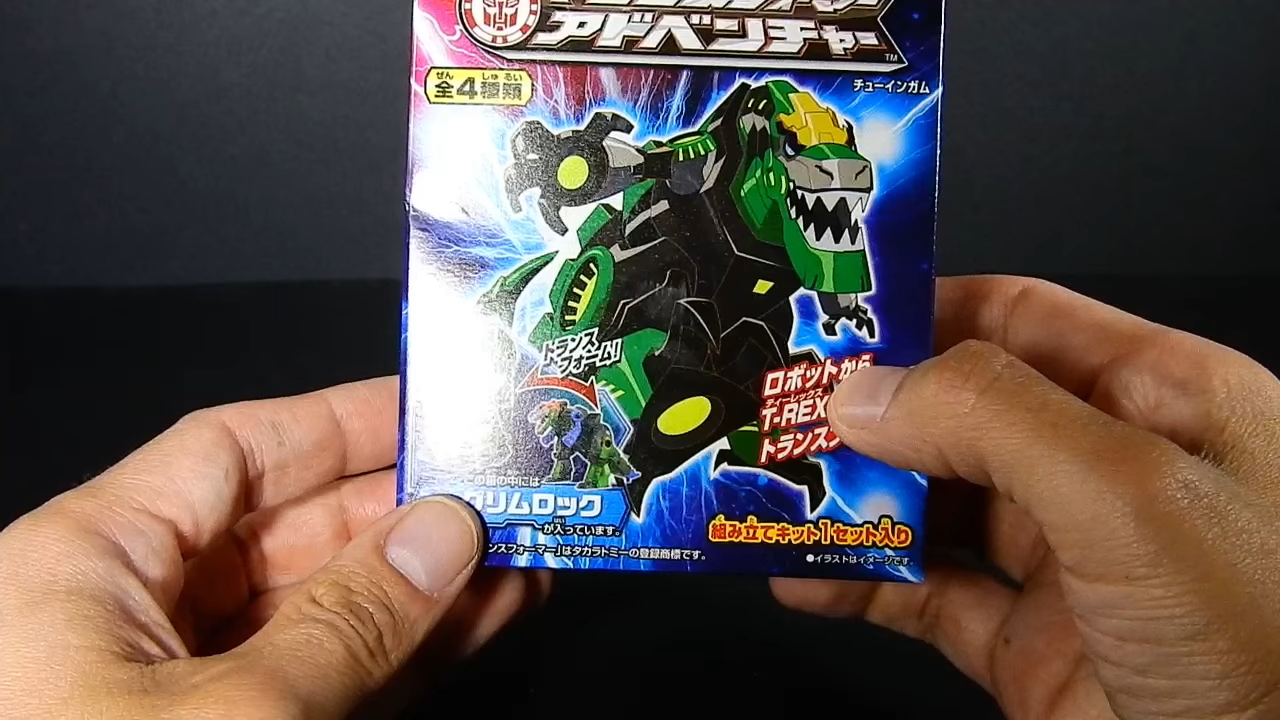 アドベンチャー
TM
ぜん しゅ るい
全4種類
チューインガム
トランス
フォーム!
ロボットから
ティーレックス
T-REX
トランス
この箱の中には
グリムロック
が入っています。
はい
組み立てキット1セット入り
ンスフォーマー」はタカラトミーの登録商標です。
●イラストはイメージです。